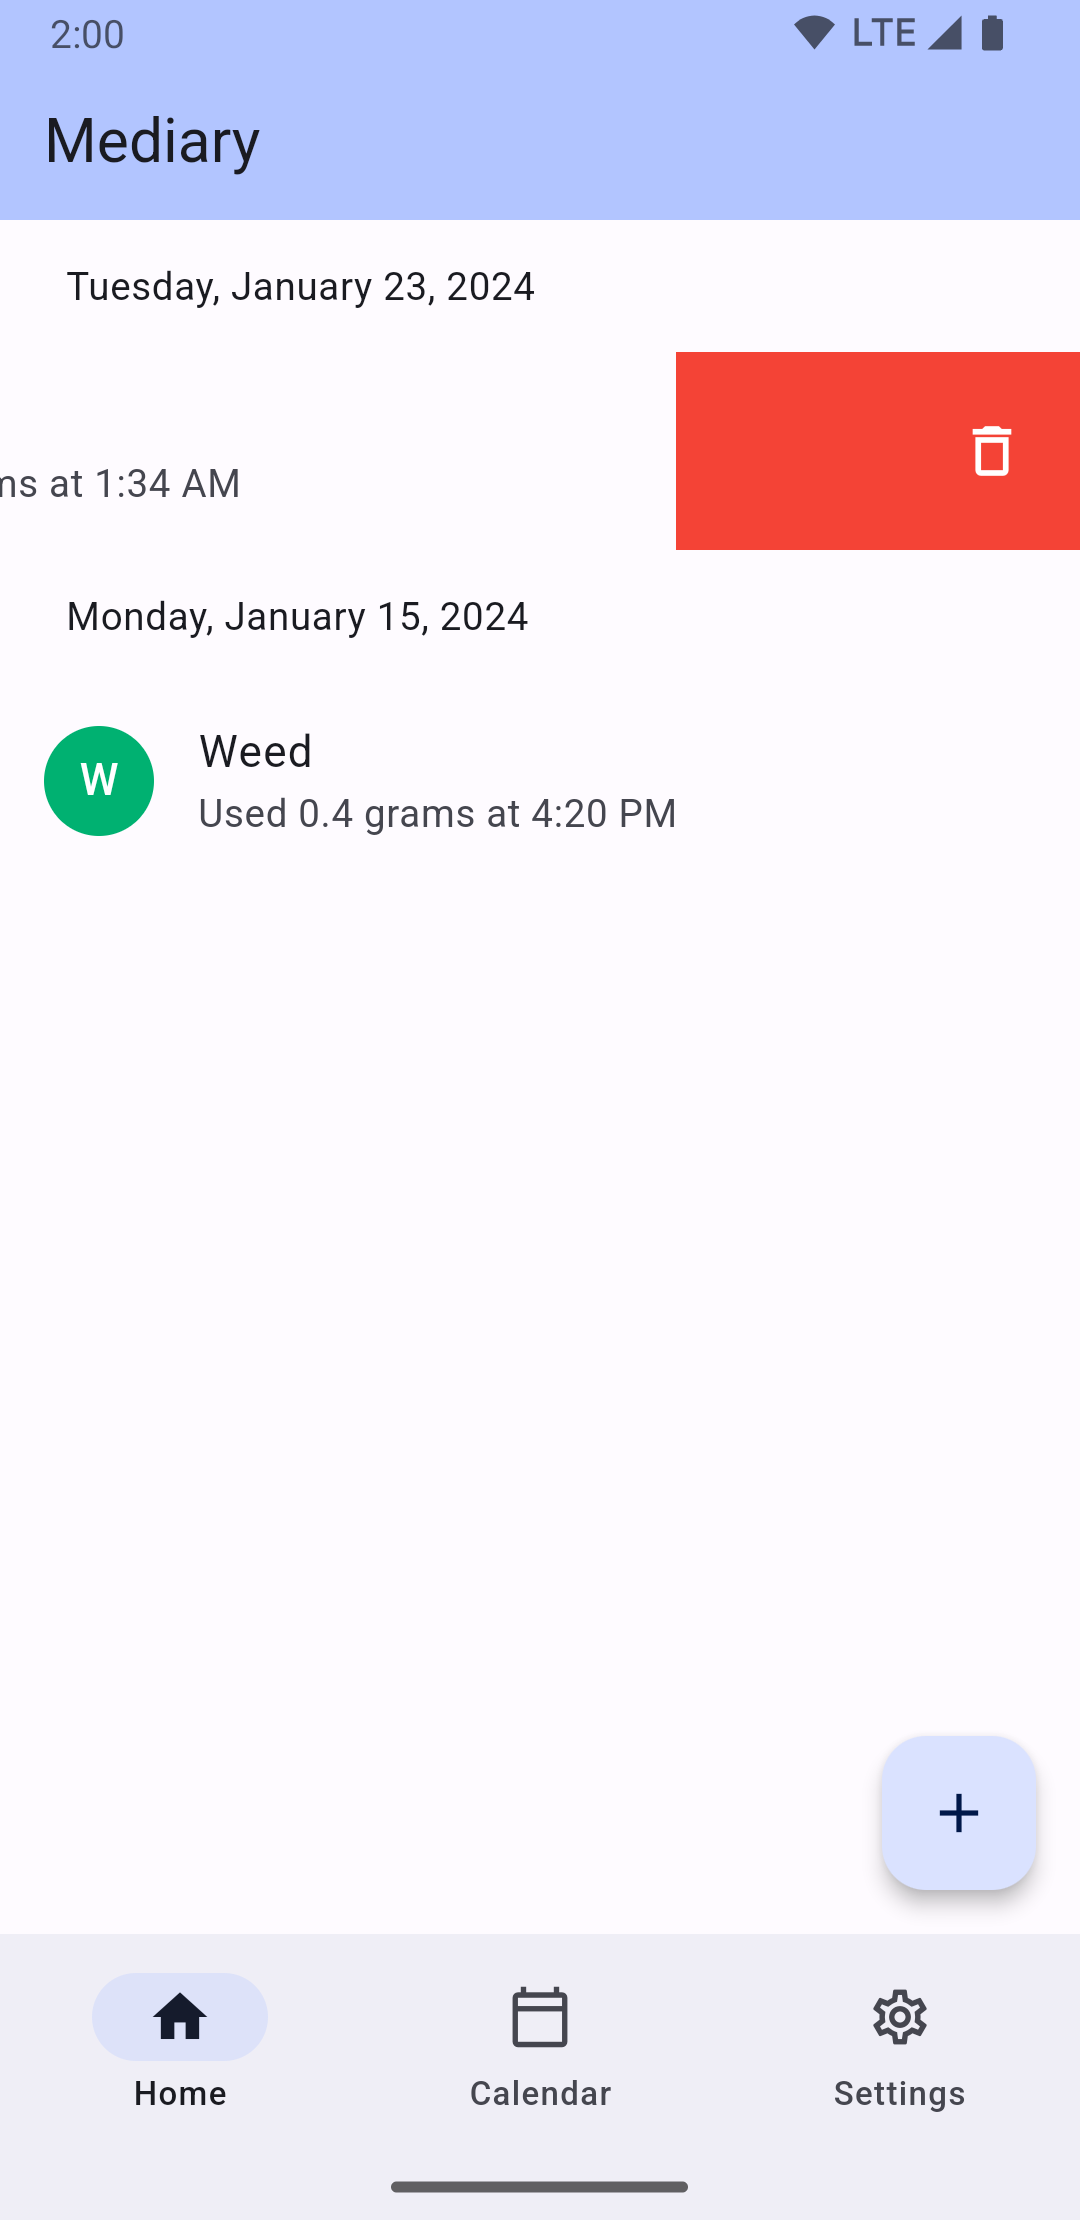 2:00 LTE
Mediary
Tuesday, January 23, 2024
at 1:34 AM
Monday, January 15, 2024
W
Weed
Used 0.4 grams at 4:20 PM
Home
Calendar
Settings